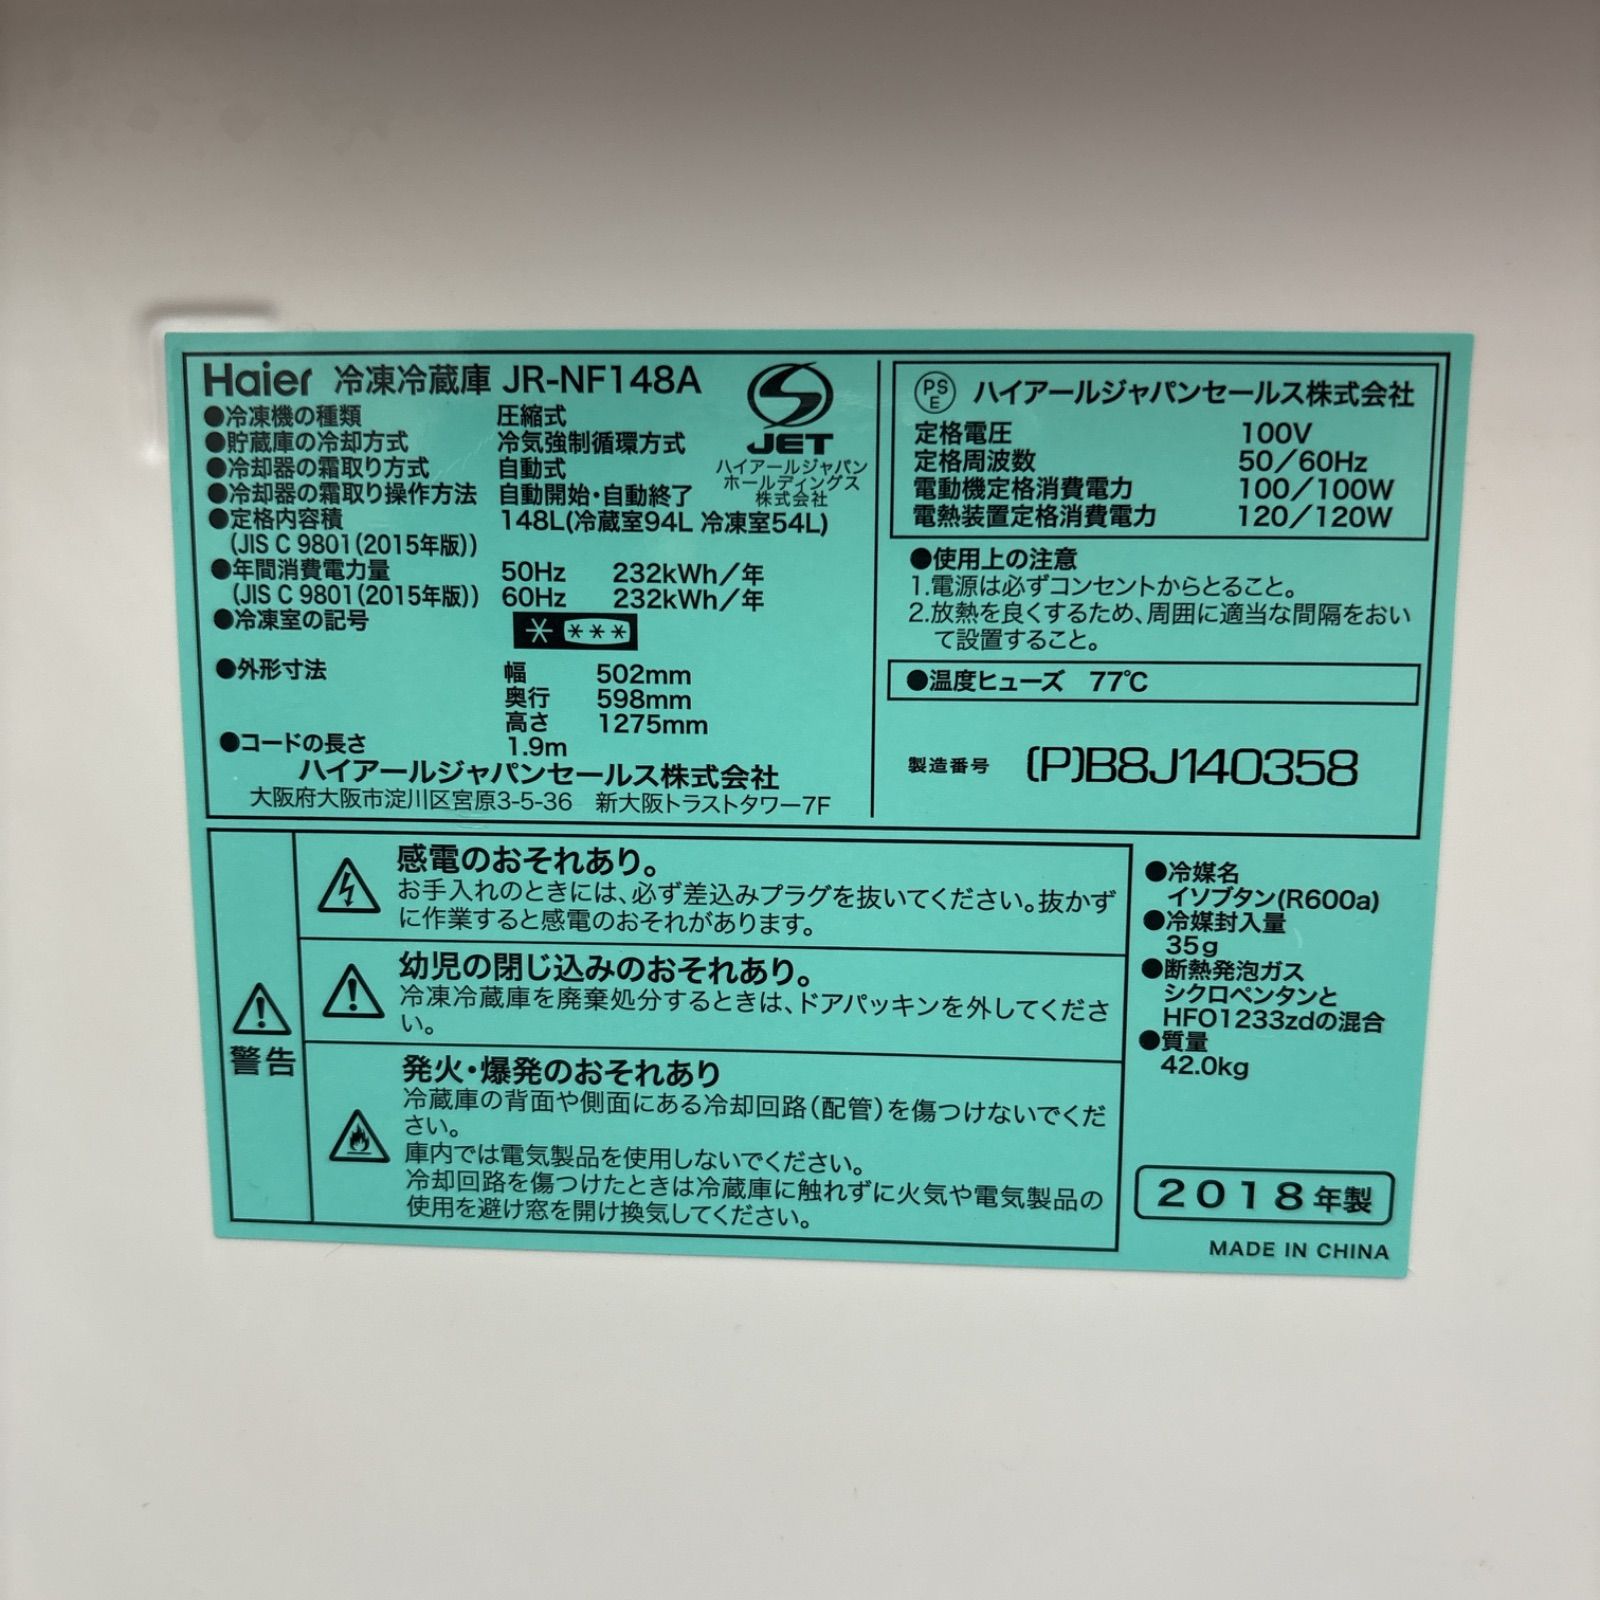 Haier 冷凍冷蔵庫 JR-NF148A
●冷凍機の種類 圧縮式
●貯蔵庫の冷却方式 冷気強制循環方式
●冷却器の霜取り方式 自動式
●冷却器の霜取り操作方法 自動開始・自動終了
●定格内容積 148L(冷蔵室94L 冷凍室54L)
(JIS C 9801(2015年版))
●年間消費電力量 50Hz 232kWh/年
(JIS C 9801(2015年版)) 60Hz 232kWh/年
●冷凍室の記号 * ***
●外形寸法 幅 502mm
奥行 598mm
高さ 1275mm
●コードの長さ 1.9m
ハイアールジャパンセールス株式会社
大阪府大阪市淀川区宮原3-5-36 新大阪トラストタワー7F
JET
ハイアールジャパン
ホールディングス
株式会社
PS
E
ハイアールジャパンセールス株式会社
定格電圧 100V
定格周波数 50/60Hz
電動機定格消費電力 100/100W
電熱装置定格消費電力 120/120W
●使用上の注意
1.電源は必ずコンセントからとること。
2.放熱を良くするため、周囲に適当な間隔をおい
て設置すること。
●温度ヒューズ 77℃
製造番号 (P)B8J140358
警告
感電のおそれあり。
お手入れのときには、必ず差込みプラグを抜いてください。抜かず
に作業すると感電のおそれがあります。
幼児の閉じ込みのおそれあり。
冷凍冷蔵庫を廃棄処分するときは、ドアパッキンを外してくださ
い。
発火・爆発のおそれあり
冷蔵庫の背面や側面にある冷却回路(配管)を傷つけないでくだ
さい。
庫内では電気製品を使用しないでください。
冷却回路を傷つけたときは冷蔵庫に触れずに火気や電気製品の
使用を避け窓を開け換気してください。
●冷媒名
イソブタン(R600a)
●冷媒封入量
35g
●断熱発泡ガス
シクロペンタンと
HFO1233zdの混合
●質量
42.0kg
2018年製
MADE IN CHINA